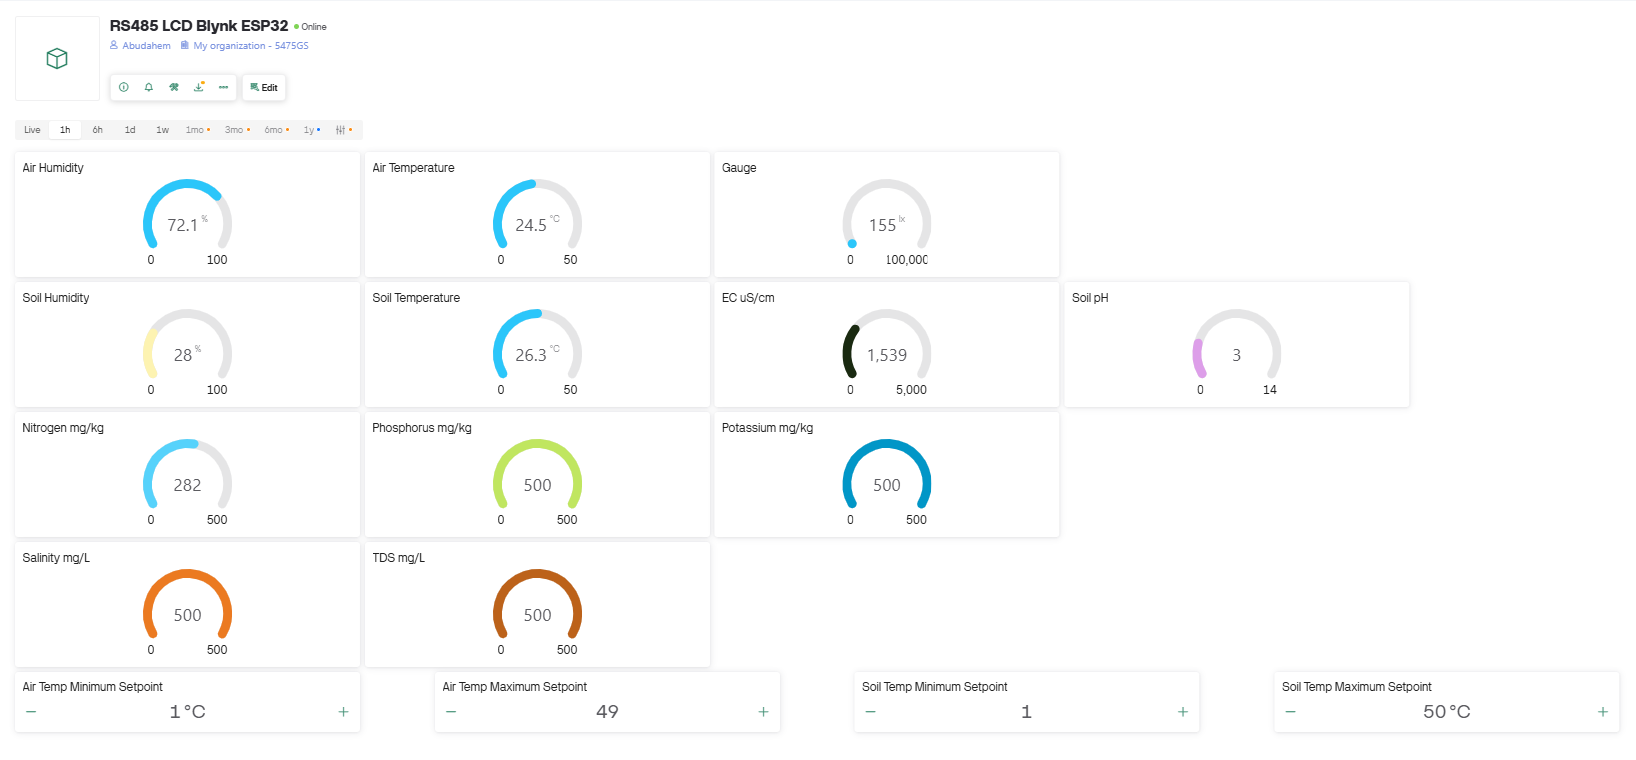 RS485 LCD Blynk ESP32 Online
Abudahem My organization - 5475GS
Edit
Live 1h 6h 1d 1w 1mo 3mo 6mo 1y
Air Humidity
72.1 %
0 100
Air Temperature
24.5 °C
0 50
Gauge
155 lx
0 100,000
Soil Humidity
28 %
0 100
Soil Temperature
26.3 °C
0 50
EC uS/cm
1,539
0 5,000
Soil pH
3
0 14
Nitrogen mg/kg
282
0 500
Phosphorus mg/kg
500
0 500
Potassium mg/kg
500
0 500
Salinity mg/L
500
0 500
TDS mg/L
500
0 500
Air Temp Minimum Setpoint
− 1 °C +
Air Temp Maximum Setpoint
− 49 +
Soil Temp Minimum Setpoint
− 1 +
Soil Temp Maximum Setpoint
− 50 °C +